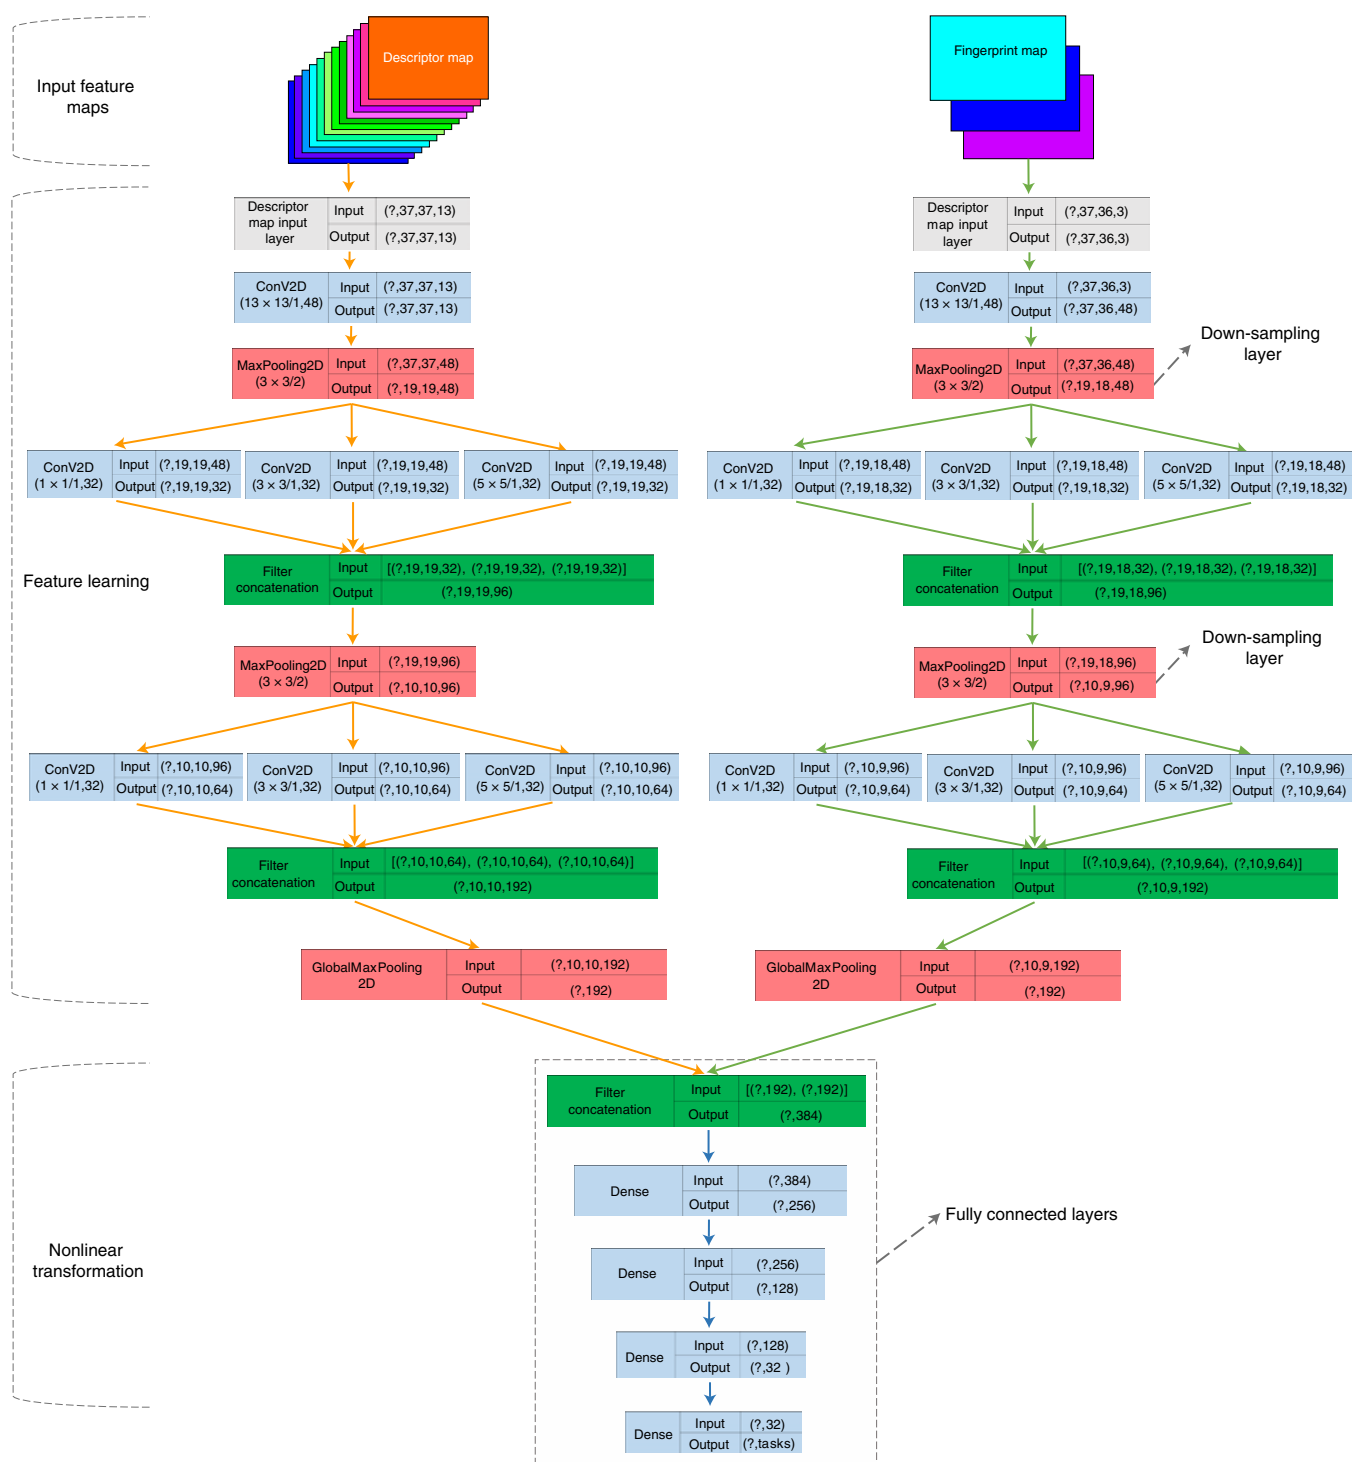 Input feature
maps
Descriptor map
Fingerprint map
Feature learning
Descriptor
map input
layer
Input
(?,37,37,13)
Output
(?,37,37,13)
Descriptor
map input
layer
Input
(?,37,36,3)
Output
(?,37,36,3)
ConV2D
(13 × 13/1,48)
Input
(?,37,37,13)
Output
(?,37,37,13)
ConV2D
(13 × 13/1,48)
Input
(?,37,36,3)
Output
(?,37,36,48)
MaxPooling2D
(3 × 3/2)
Input
(?,37,37,48)
Output
(?,19,19,48)
MaxPooling2D
(3 × 3/2)
Input
(?,37,36,48)
Output
(?,19,18,48)
Down-sampling
layer
ConV2D
(1 × 1/1,32)
Input
(?,19,19,48)
Output
(?,19,19,32)
ConV2D
(3 × 3/1,32)
Input
(?,19,19,48)
Output
(?,19,19,32)
ConV2D
(5 × 5/1,32)
Input
(?,19,19,48)
Output
(?,19,19,32)
ConV2D
(1 × 1/1,32)
Input
(?,19,18,48)
Output
(?,19,18,32)
ConV2D
(3 × 3/1,32)
Input
(?,19,18,48)
Output
(?,19,18,32)
ConV2D
(5 × 5/1,32)
Input
(?,19,18,48)
Output
(?,19,18,32)
Filter
concatenation
Input
[(?,19,19,32), (?,19,19,32), (?,19,19,32)]
Output
(?,19,19,96)
Filter
concatenation
Input
[(?,19,18,32), (?,19,18,32), (?,19,18,32)]
Output
(?,19,18,96)
MaxPooling2D
(3 × 3/2)
Input
(?,19,19,96)
Output
(?,10,10,96)
MaxPooling2D
(3 × 3/2)
Input
(?,19,18,96)
Output
(?,10,9,96)
Down-sampling
layer
ConV2D
(1 × 1/1,32)
Input
(?,10,10,96)
Output
(?,10,10,64)
ConV2D
(3 × 3/1,32)
Input
(?,10,10,96)
Output
(?,10,10,64)
ConV2D
(5 × 5/1,32)
Input
(?,10,10,96)
Output
(?,10,10,64)
ConV2D
(1 × 1/1,32)
Input
(?,10,9,96)
Output
(?,10,9,64)
ConV2D
(3 × 3/1,32)
Input
(?,10,9,96)
Output
(?,10,9,64)
ConV2D
(5 × 5/1,32)
Input
(?,10,9,96)
Output
(?,10,9,64)
Filter
concatenation
Input
[(?,10,10,64), (?,10,10,64), (?,10,10,64)]
Output
(?,10,10,192)
Filter
concatenation
Input
[(?,10,9,64), (?,10,9,64), (?,10,9,64)]
Output
(?,10,9,192)
GlobalMaxPooling
2D
Input
(?,10,10,192)
Output
(?,192)
GlobalMaxPooling
2D
Input
(?,10,9,192)
Output
(?,192)
Nonlinear
transformation
Filter
concatenation
Input
[(?,192), (?,192)]
Output
(?,384)
Dense
Input
(?,384)
Output
(?,256)
Fully connected layers
Dense
Input
(?,256)
Output
(?,128)
Dense
Input
(?,128)
Output
(?,32 )
Dense
Input
(?,32)
Output
(?,tasks)